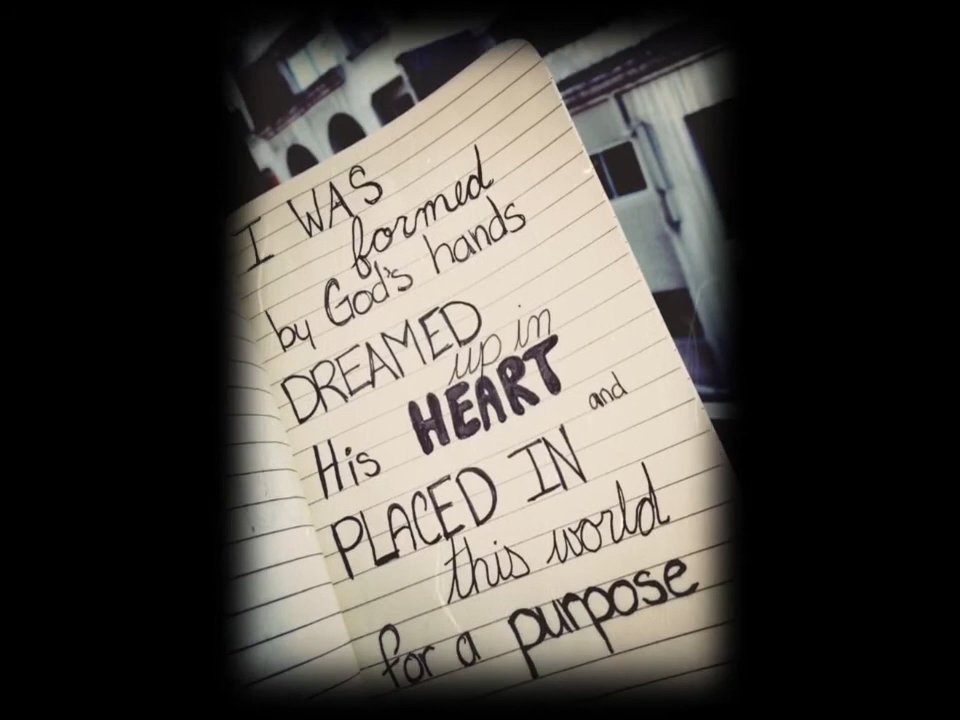 I WAS
formed
by God's hands
DREAMED
up in
His HEART and
PLACED IN
this world
for a purpose